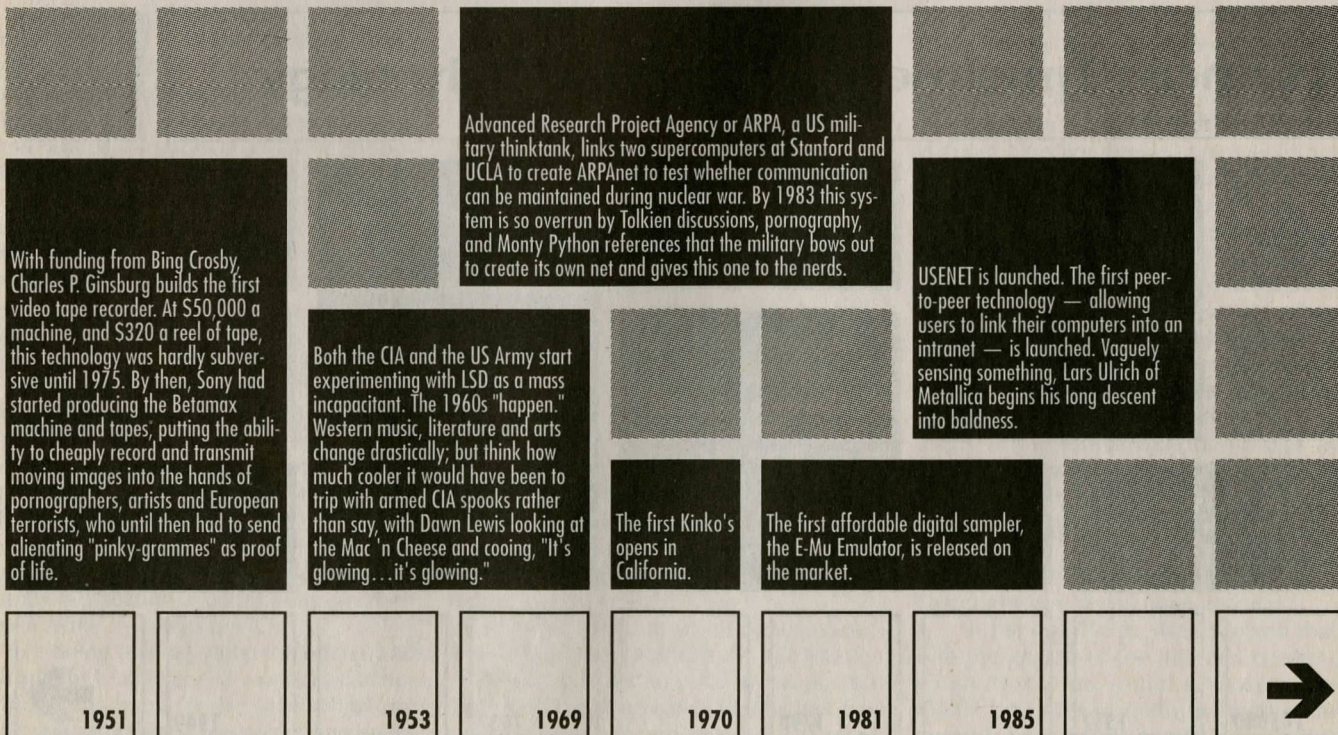 With funding from Bing Crosby,
Charles P. Ginsburg builds the first
video tape recorder. At $50,000 a
machine, and $320 a reel of tape,
this technology was hardly subver-
sive until 1975. By then, Sony had
started producing the Betamax
machine and tapes, putting the abili-
ty to cheaply record and transmit
moving images into the hands of
pornographers, artists and European
terrorists, who until then had to send
alienating "pinky-grammes" as proof
of life.
Both the CIA and the US Army start
experimenting with LSD as a mass
incapacitant. The 1960s "happen."
Western music, literature and arts
change drastically; but think how
much cooler it would have been to
trip with armed CIA spooks rather
than say, with Dawn Lewis looking at
the Mac 'n Cheese and cooing, "It's
glowing...it's glowing."
Advanced Research Project Agency or ARPA, a US mili-
tary thinktank, links two supercomputers at Stanford and
UCLA to create ARPAnet to test whether communication
can be maintained during nuclear war. By 1983 this sys-
tem is so overrun by Tolkien discussions, pornography,
and Monty Python references that the military bows out
to create its own net and gives this one to the nerds.
The first Kinko's
opens in
California.
The first affordable digital sampler,
the E-Mu Emulator, is released on
the market.
USENET is launched. The first peer-
to-peer technology — allowing
users to link their computers into an
intranet — is launched. Vaguely
sensing something, Lars Ulrich of
Metallica begins his long descent
into baldness.
1951 1953 1969 1970 1981 1985